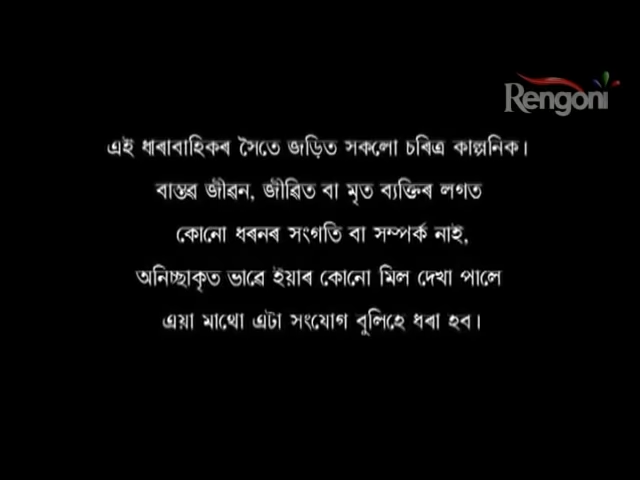 Rengoni
এই ধাৰাবাহিকৰ সৈতে জড়িত সকলো চৰিত্ৰ কাল্পনিক।
বাস্তৱ জীৱন, জীৱিত বা মৃত ব্যক্তিৰ লগত
কোনো ধৰনৰ সংগতি বা সম্পৰ্ক নাই,
অনিচ্ছাকৃত ভাৱে ইয়াৰ কোনো মিল দেখা পালে
এয়া মাথো এটা সংযোগ বুলিহে ধৰা হব।